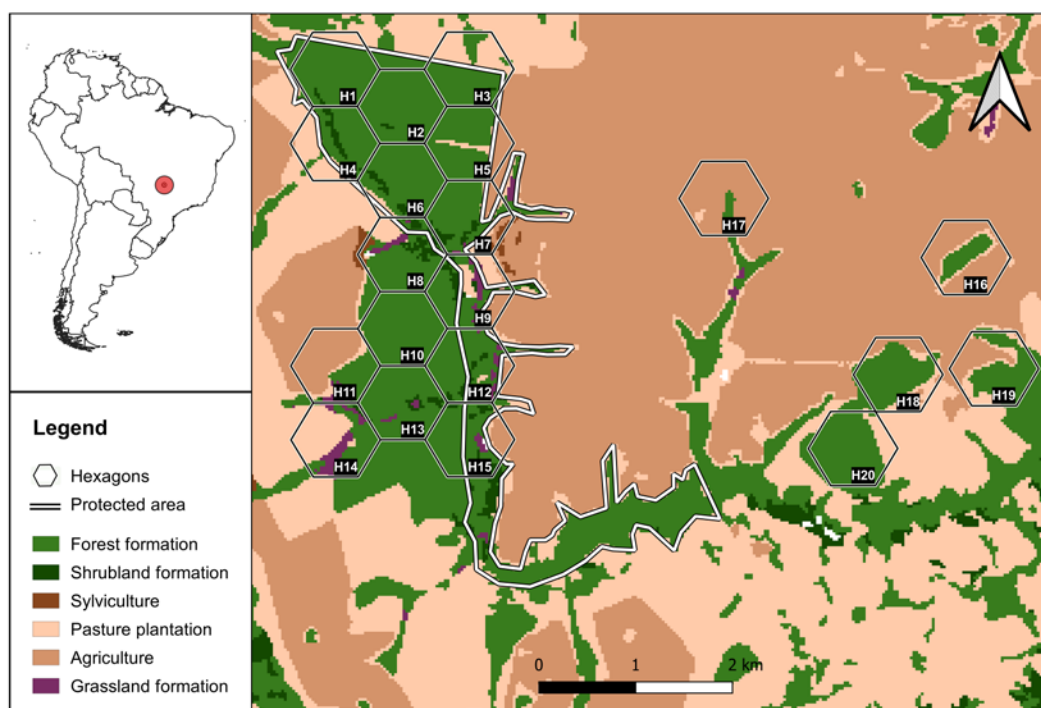 H1
H3
H2
H4
H5
H6
H17
H7
H8
H16
H9
H10
H11
H12
H18
H19
H13
H14
H15
H20
Legend
Hexagons
Protected area
Forest formation
Shrubland formation
Sylviculture
Pasture plantation
Agriculture
Grassland formation
0 1 2 km